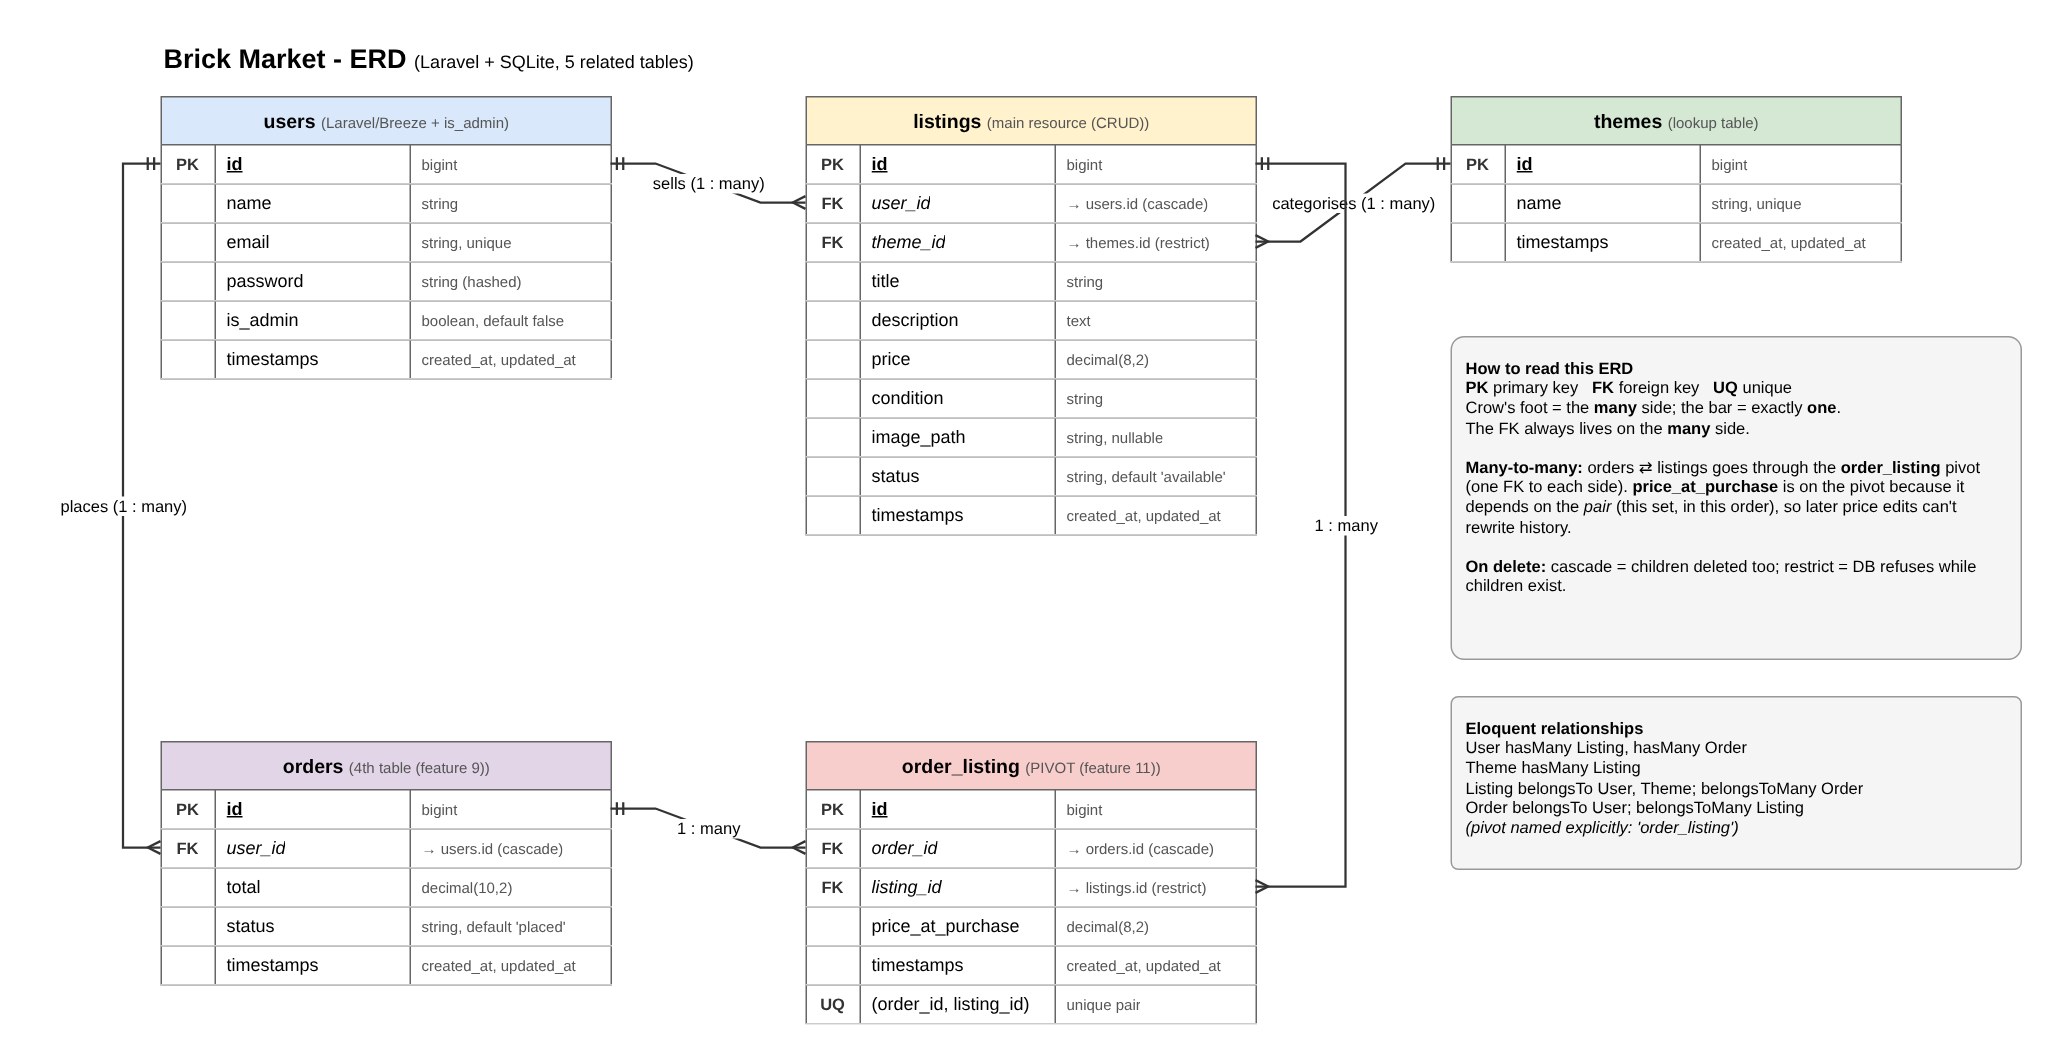 Brick Market - ERD (Laravel + SQLite, 5 related tables)
users (Laravel/Breeze + is_admin)
PK id bigint
name string
email string, unique
password string (hashed)
is_admin boolean, default false
timestamps created_at, updated_at
sells (1 : many)
listings (main resource (CRUD))
PK id bigint
FK user_id → users.id (cascade)
FK theme_id → themes.id (restrict)
title string
description text
price decimal(8,2)
condition string
image_path string, nullable
status string, default 'available'
timestamps created_at, updated_at
categorises (1 : many)
themes (lookup table)
PK id bigint
name string, unique
timestamps created_at, updated_at
places (1 : many)
1 : many
How to read this ERD
PK primary key FK foreign key UQ unique
Crow's foot = the many side; the bar = exactly one.
The FK always lives on the many side.
Many-to-many: orders ⇄ listings goes through the order_listing pivot
(one FK to each side). price_at_purchase is on the pivot because it
depends on the pair (this set, in this order), so later price edits can't
rewrite history.
On delete: cascade = children deleted too; restrict = DB refuses while
children exist.
orders (4th table (feature 9))
PK id bigint
FK user_id → users.id (cascade)
total decimal(10,2)
status string, default 'placed'
timestamps created_at, updated_at
1 : many
order_listing (PIVOT (feature 11))
PK id bigint
FK order_id → orders.id (cascade)
FK listing_id → listings.id (restrict)
price_at_purchase decimal(8,2)
timestamps created_at, updated_at
UQ (order_id, listing_id) unique pair
Eloquent relationships
User hasMany Listing, hasMany Order
Theme hasMany Listing
Listing belongsTo User, Theme; belongsToMany Order
Order belongsTo User; belongsToMany Listing
(pivot named explicitly: 'order_listing')